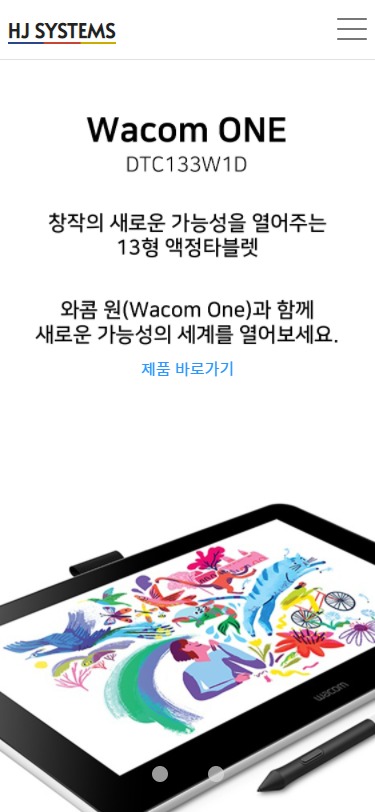 HJ SYSTEMS
Wacom ONE
DTC133W1D
창작의 새로운 가능성을 열어주는
13형 액정타블렛
와콤 원(Wacom One)과 함께
새로운 가능성의 세계를 열어보세요.
제품 바로가기
wacom